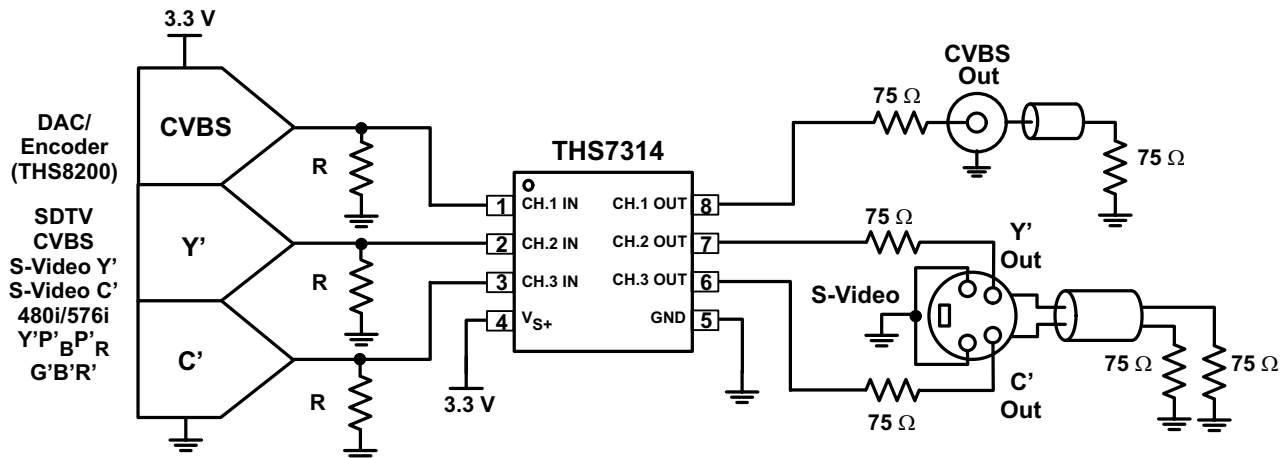 3.3 V
DAC/
Encoder
(THS8200)
SDTV
CVBS
S-Video Y'
S-Video C'
480i/576i
Y'P'BP'R
G'B'R'
CVBS
Y'
C'
R
R
R
3.3 V
THS7314
1 CH.1 IN CH.1 OUT 8
2 CH.2 IN CH.2 OUT 7
3 CH.3 IN CH.3 OUT 6
4 VS+ GND 5
CVBS
Out
75 Ω
75 Ω
75 Ω
Y'
Out
S-Video
75 Ω
C'
Out
75 Ω
75 Ω